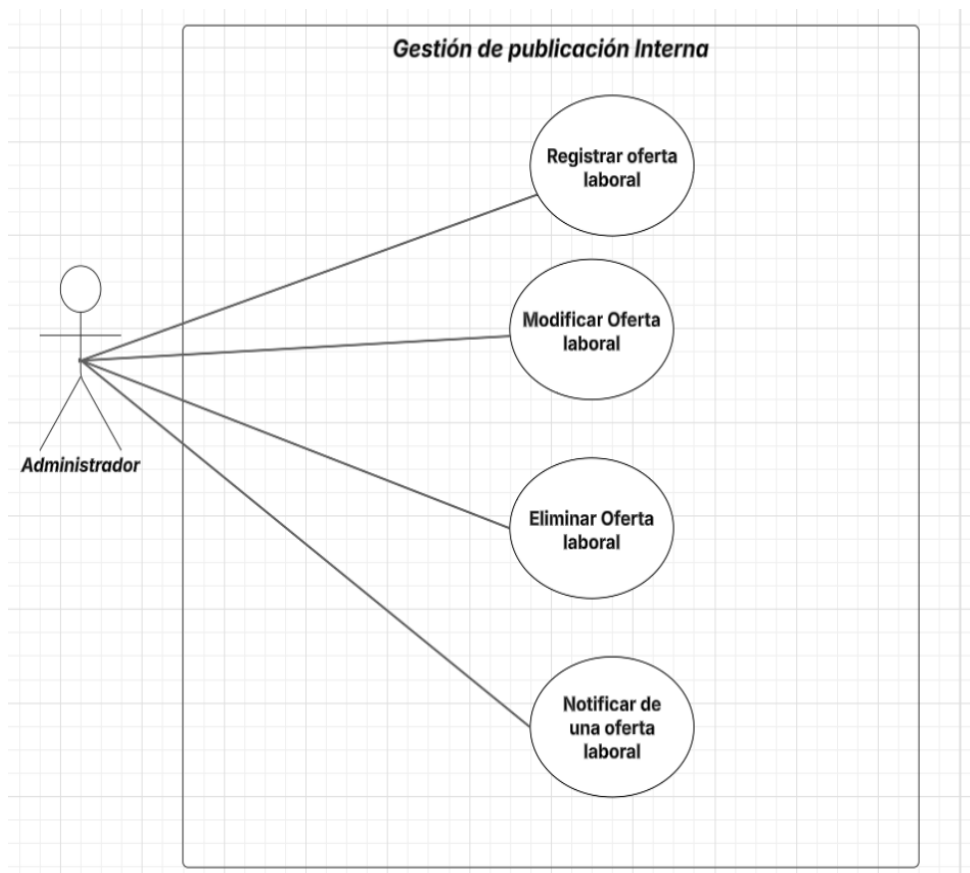 Gestión de publicación Interna
Registrar oferta
laboral
Modificar Oferta
laboral
Administrador
Eliminar Oferta
laboral
Notificar de
una oferta
laboral